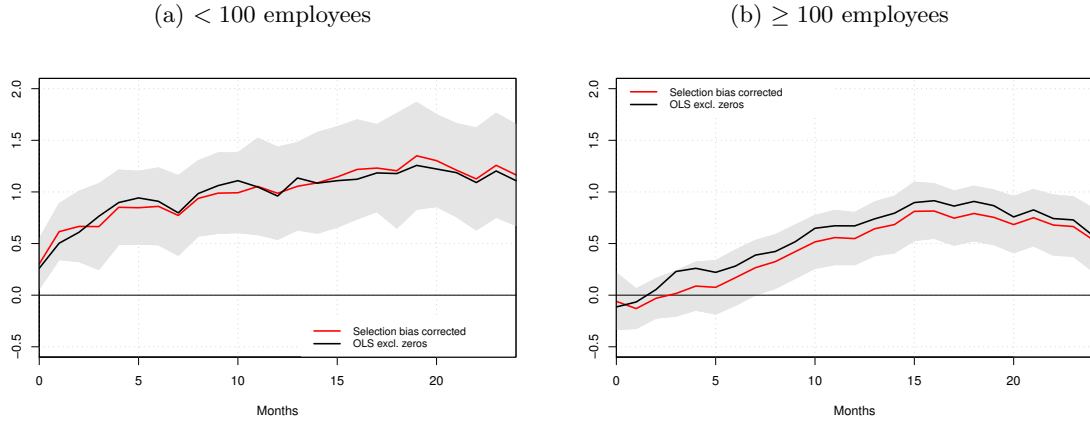 (a) < 100 employees
2.0
1.5
1.0
0.5
0.0
−0.5
Selection bias corrected
OLS excl. zeros
0 5 10 15 20
Months
(b) ≥ 100 employees
2.0
1.5
1.0
0.5
0.0
−0.5
Selection bias corrected
OLS excl. zeros
0 5 10 15 20
Months